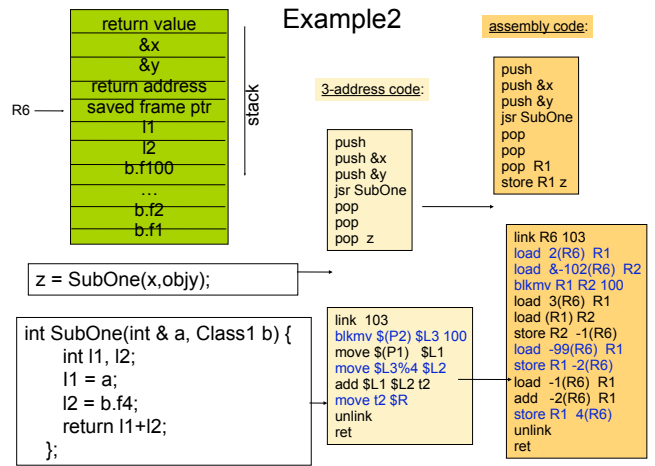 Example2
return value
&x
&y
return address
saved frame ptr
l1
l2
b.f100
...
b.f2
b.f1
R6
stack
3-address code:
push
push &x
push &y
jsr SubOne
pop
pop
pop z
assembly code:
push
push &x
push &y
jsr SubOne
pop
pop
pop R1
store R1 z
z = SubOne(x,objy);
int SubOne(int & a, Class1 b) {
int l1, l2;
l1 = a;
l2 = b.f4;
return l1+l2;
};
link 103
blkmv $(P2) $L3 100
move $(P1) $L1
move $L3%4 $L2
add $L1 $L2 t2
move t2 $R
unlink
ret
link R6 103
load 2(R6) R1
load &-102(R6) R2
blkmv R1 R2 100
load 3(R6) R1
load (R1) R2
store R2 -1(R6)
load -99(R6) R1
store R1 -2(R6)
load -1(R6) R1
add -2(R6) R1
store R1 4(R6)
unlink
ret